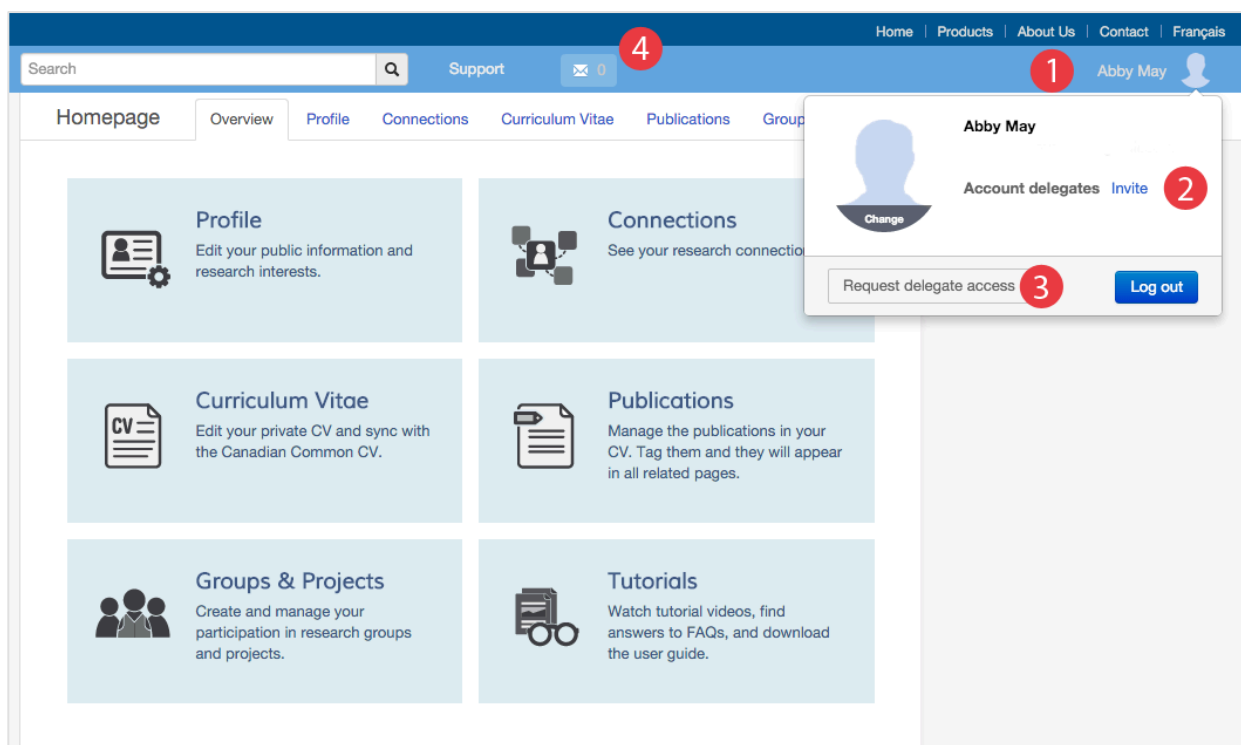 Home | Products | About Us | Contact | Français
Search Support 0 4 1 Abby May
Homepage Overview Profile Connections Curriculum Vitae Publications Group
Abby May
Account delegates Invite 2
Change
Request delegate access 3 Log out
Profile
Edit your public information and
research interests.
Connections
See your research connectio
CV
Curriculum Vitae
Edit your private CV and sync with
the Canadian Common CV.
Publications
Manage the publications in your
CV. Tag them and they will appear
in all related pages.
Groups & Projects
Create and manage your
participation in research groups
and projects.
Tutorials
Watch tutorial videos, find
answers to FAQs, and download
the user guide.